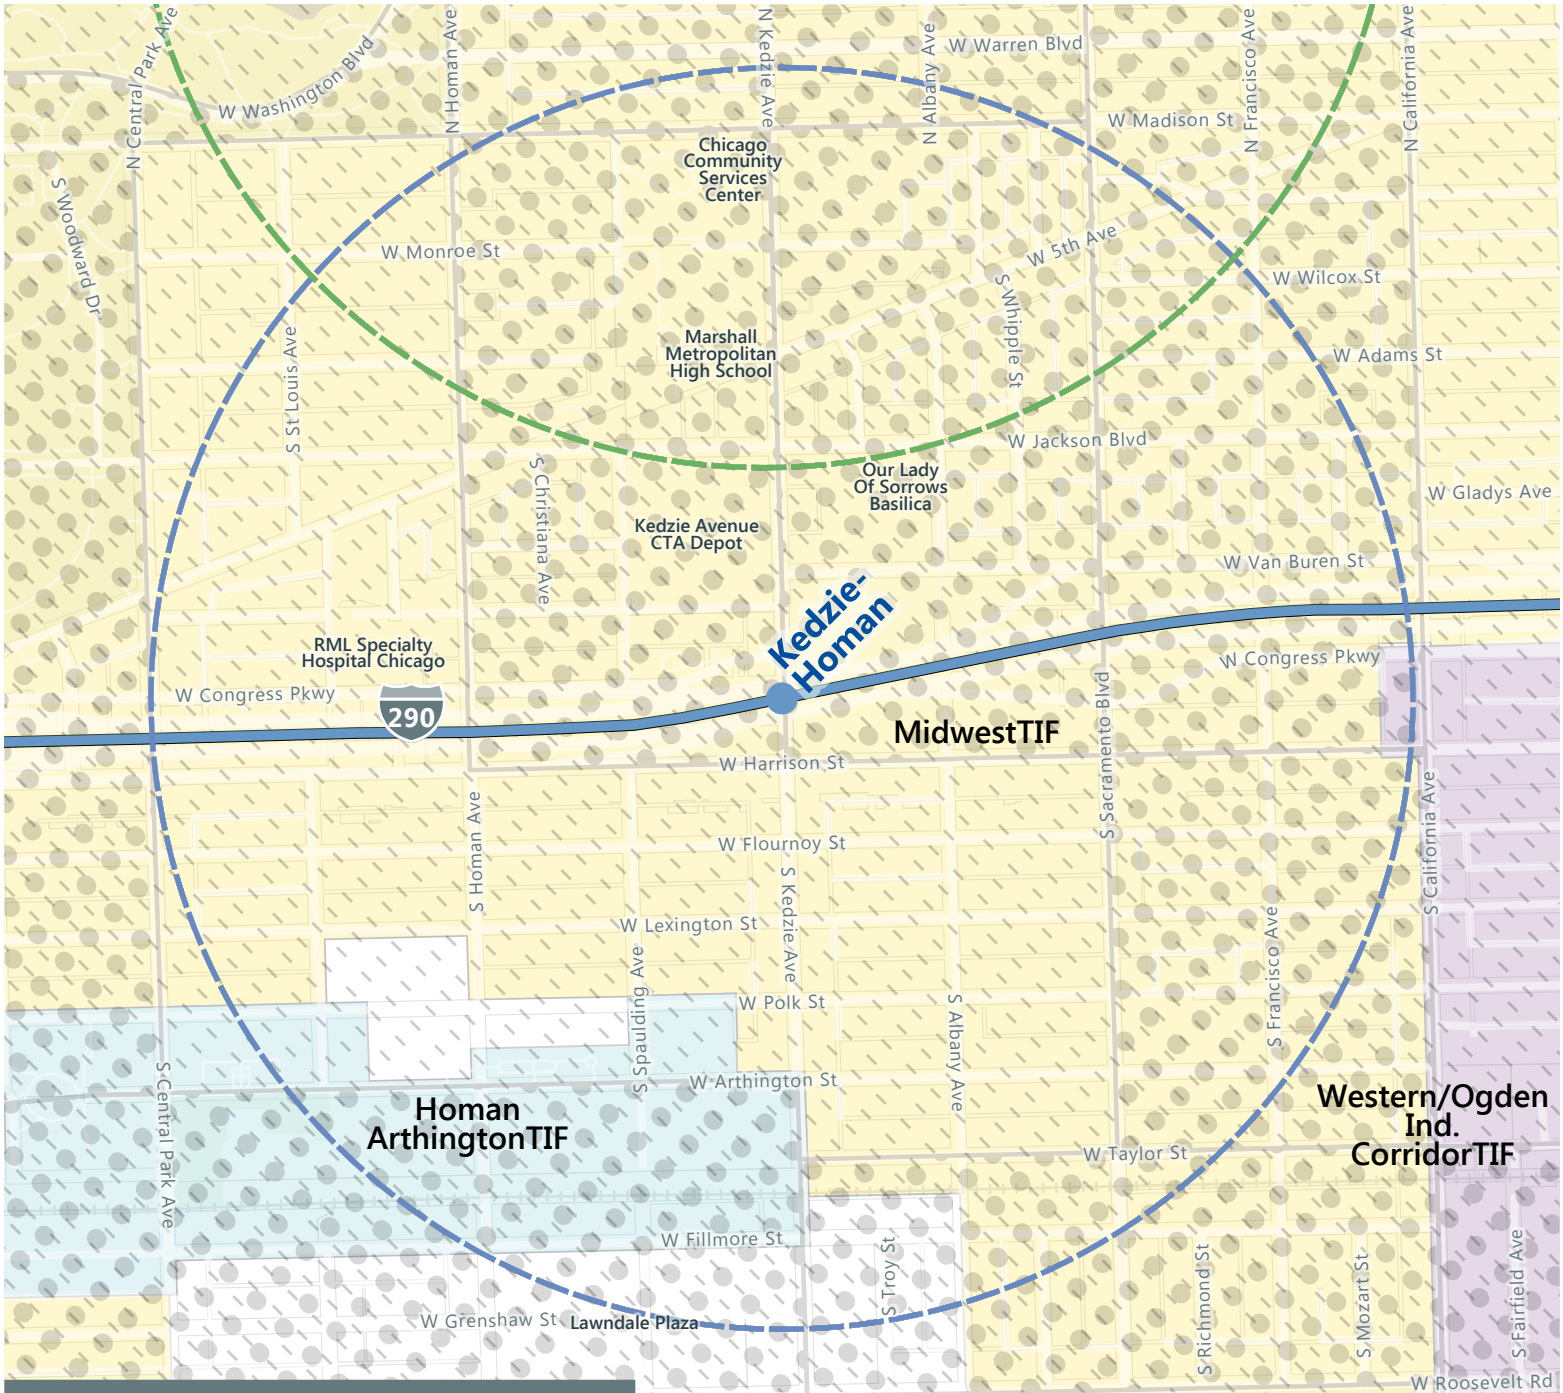 N Central Park Ave
W Washington Blvd
N Homan Ave
N Kedzie Ave
N Albany Ave
W Warren Blvd
N Francisco Ave
N California Ave
W Madison St
Chicago
Community
Services
Center
S Woodward Dr
W Monroe St
W 5th Ave
S Whipple St
W Wilcox St
S St Louis Ave
Marshall
Metropolitan
High School
W Adams St
W Jackson Blvd
S Christiana Ave
Our Lady
Of Sorrows
Basilica
W Gladys Ave
Kedzie Avenue
CTA Depot
W Van Buren St
Kedzie-
Homan
RML Specialty
Hospital Chicago
W Congress Pkwy
W Congress Pkwy
290
MidwestTIF
S Sacramento Blvd
W Harrison St
S Homan Ave
S California Ave
W Flournoy St
S Kedzie Ave
W Lexington St
S Francisco Ave
S Spaulding Ave
W Polk St
S Albany Ave
S Central Park Ave
W Arthington St
Homan
ArthingtonTIF
Western/Ogden
Ind.
CorridorTIF
W Taylor St
W Fillmore St
S Troy St
S Richmond St
S Mozart St
S Fairfield Ave
W Grenshaw St
Lawndale Plaza
W Roosevelt Rd